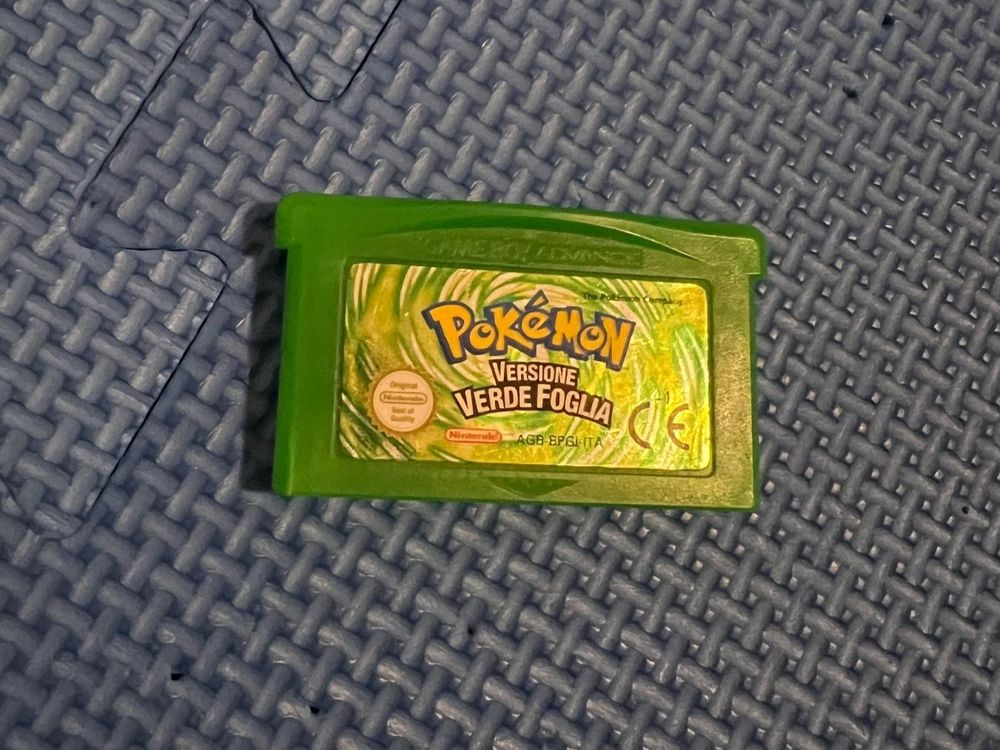 GAME BOY ADVANCE
The Pokémon Company
POKéMON
VERSIONE
VERDE FOGLIA
Original
Nintendo
Seal of
Quality
Nintendo
AGB-BPGI-ITA
CE